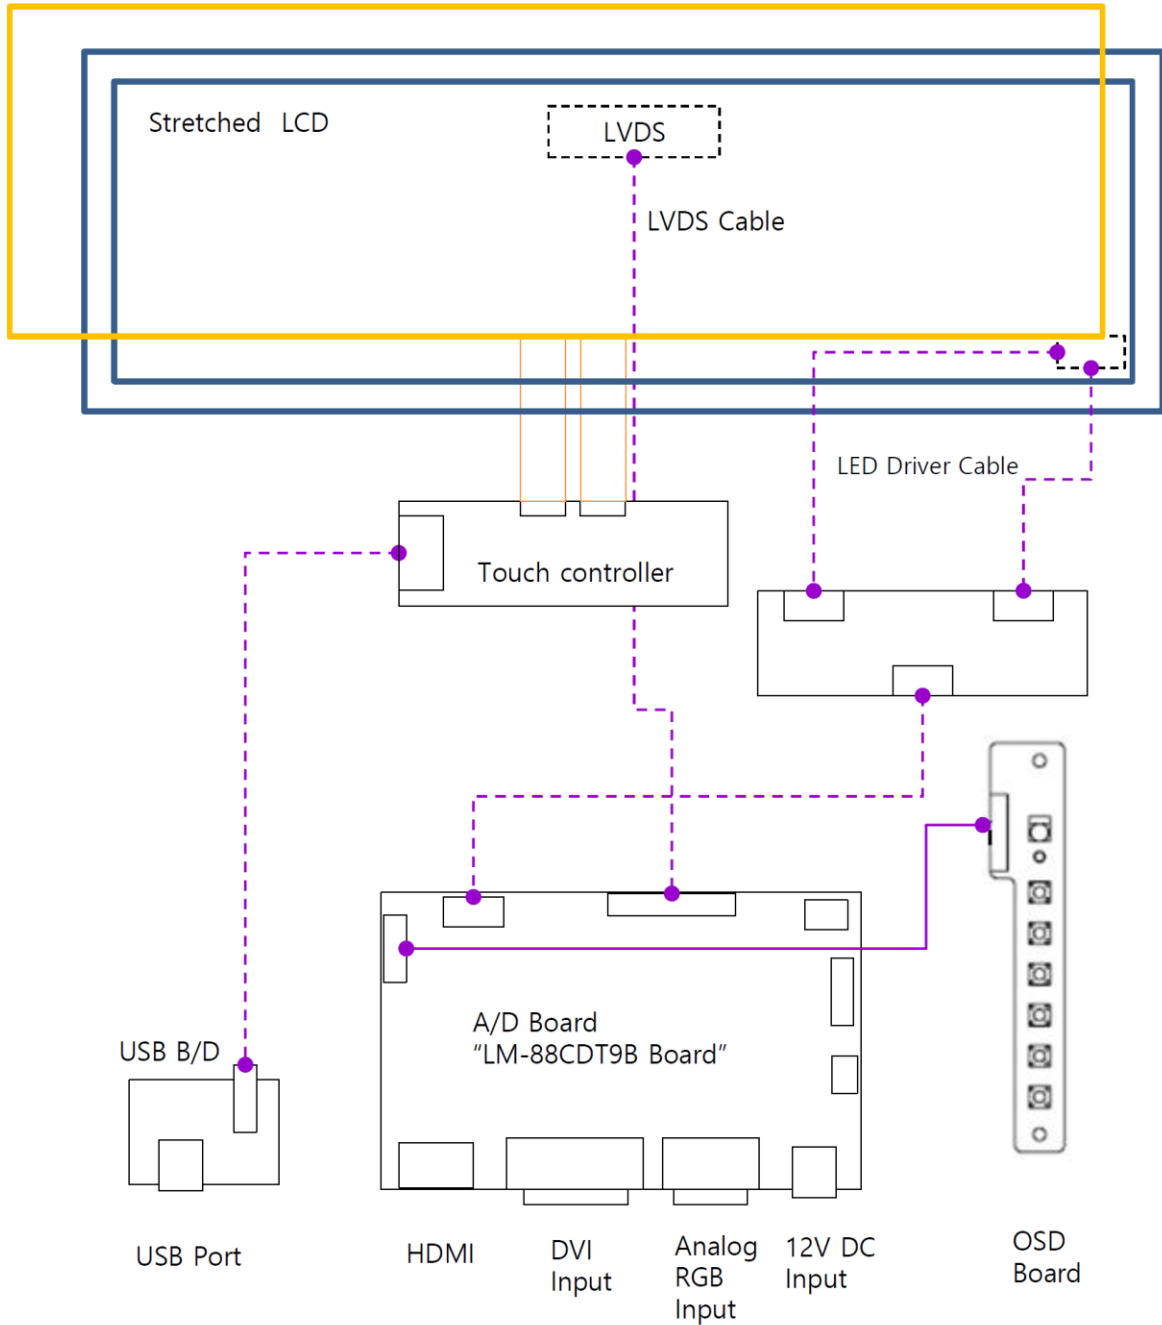 Stretched LCD
LVDS
LVDS Cable
LED Driver Cable
Touch controller
A/D Board
“LM-88CDT9B Board”
USB B/D
USB Port
HDMI
DVI
Input
Analog
RGB
Input
12V DC
Input
OSD
Board